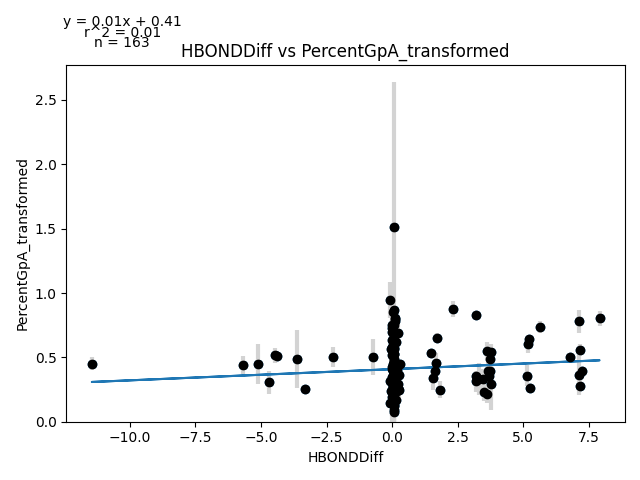 y = 0.01x + 0.41
r^2 = 0.01
n = 163
HBONDDiff vs PercentGpA_transformed
2.5
2.0
1.5
1.0
0.5
0.0
PercentGpA_transformed
−10.0 −7.5 −5.0 −2.5 0.0 2.5 5.0 7.5
HBONDDiff